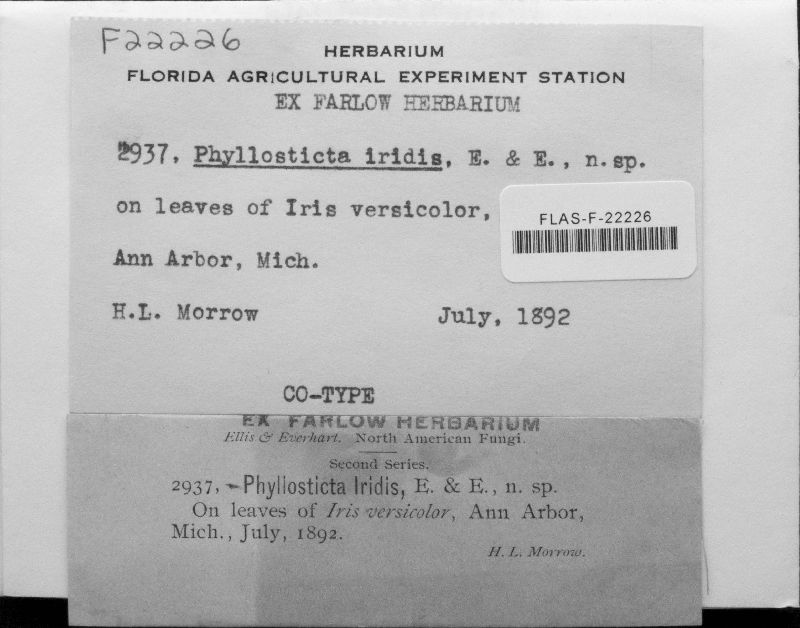 F22226
HERBARIUM
FLORIDA AGRICULTURAL EXPERIMENT STATION
EX FARLOW HERBARIUM
2937. Phyllosticta iridis, E. & E., n. sp.
on leaves of Iris versicolor,
FLAS-F-22226
Ann Arbor, Mich.
H.L. Morrow July, 1892
CO-TYPE
EX FARLOW HERBARIUM
Ellis & Everhart. North American Fungi.
Second Series.
2937,-Phyllosticta Iridis, E. & E., n. sp.
On leaves of Iris versicolor, Ann Arbor,
Mich., July, 1892.
H. L. Morrow.